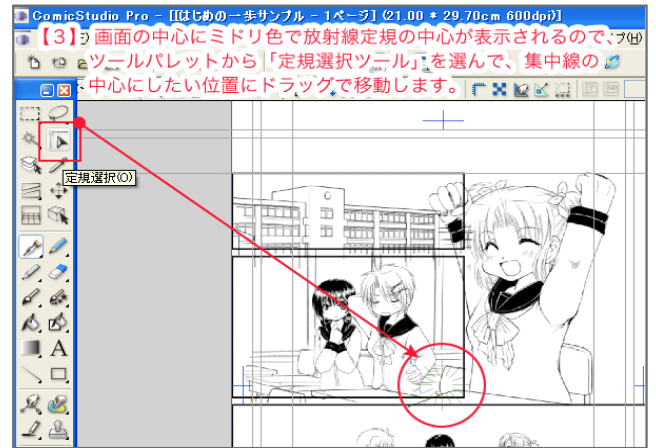 ComicStudio Pro - [[はじめの一歩サンプル - 1ページ] (21.00 * 29.70cm 600dpi)]
【3】画面の中心にミドリ色で放射線定規の中心が表示されるので、
プ(H)
ツールパレットから「定規選択ツール」を選んで、集中線の
中心にしたい位置にドラッグで移動します。
定規選択(O)
A